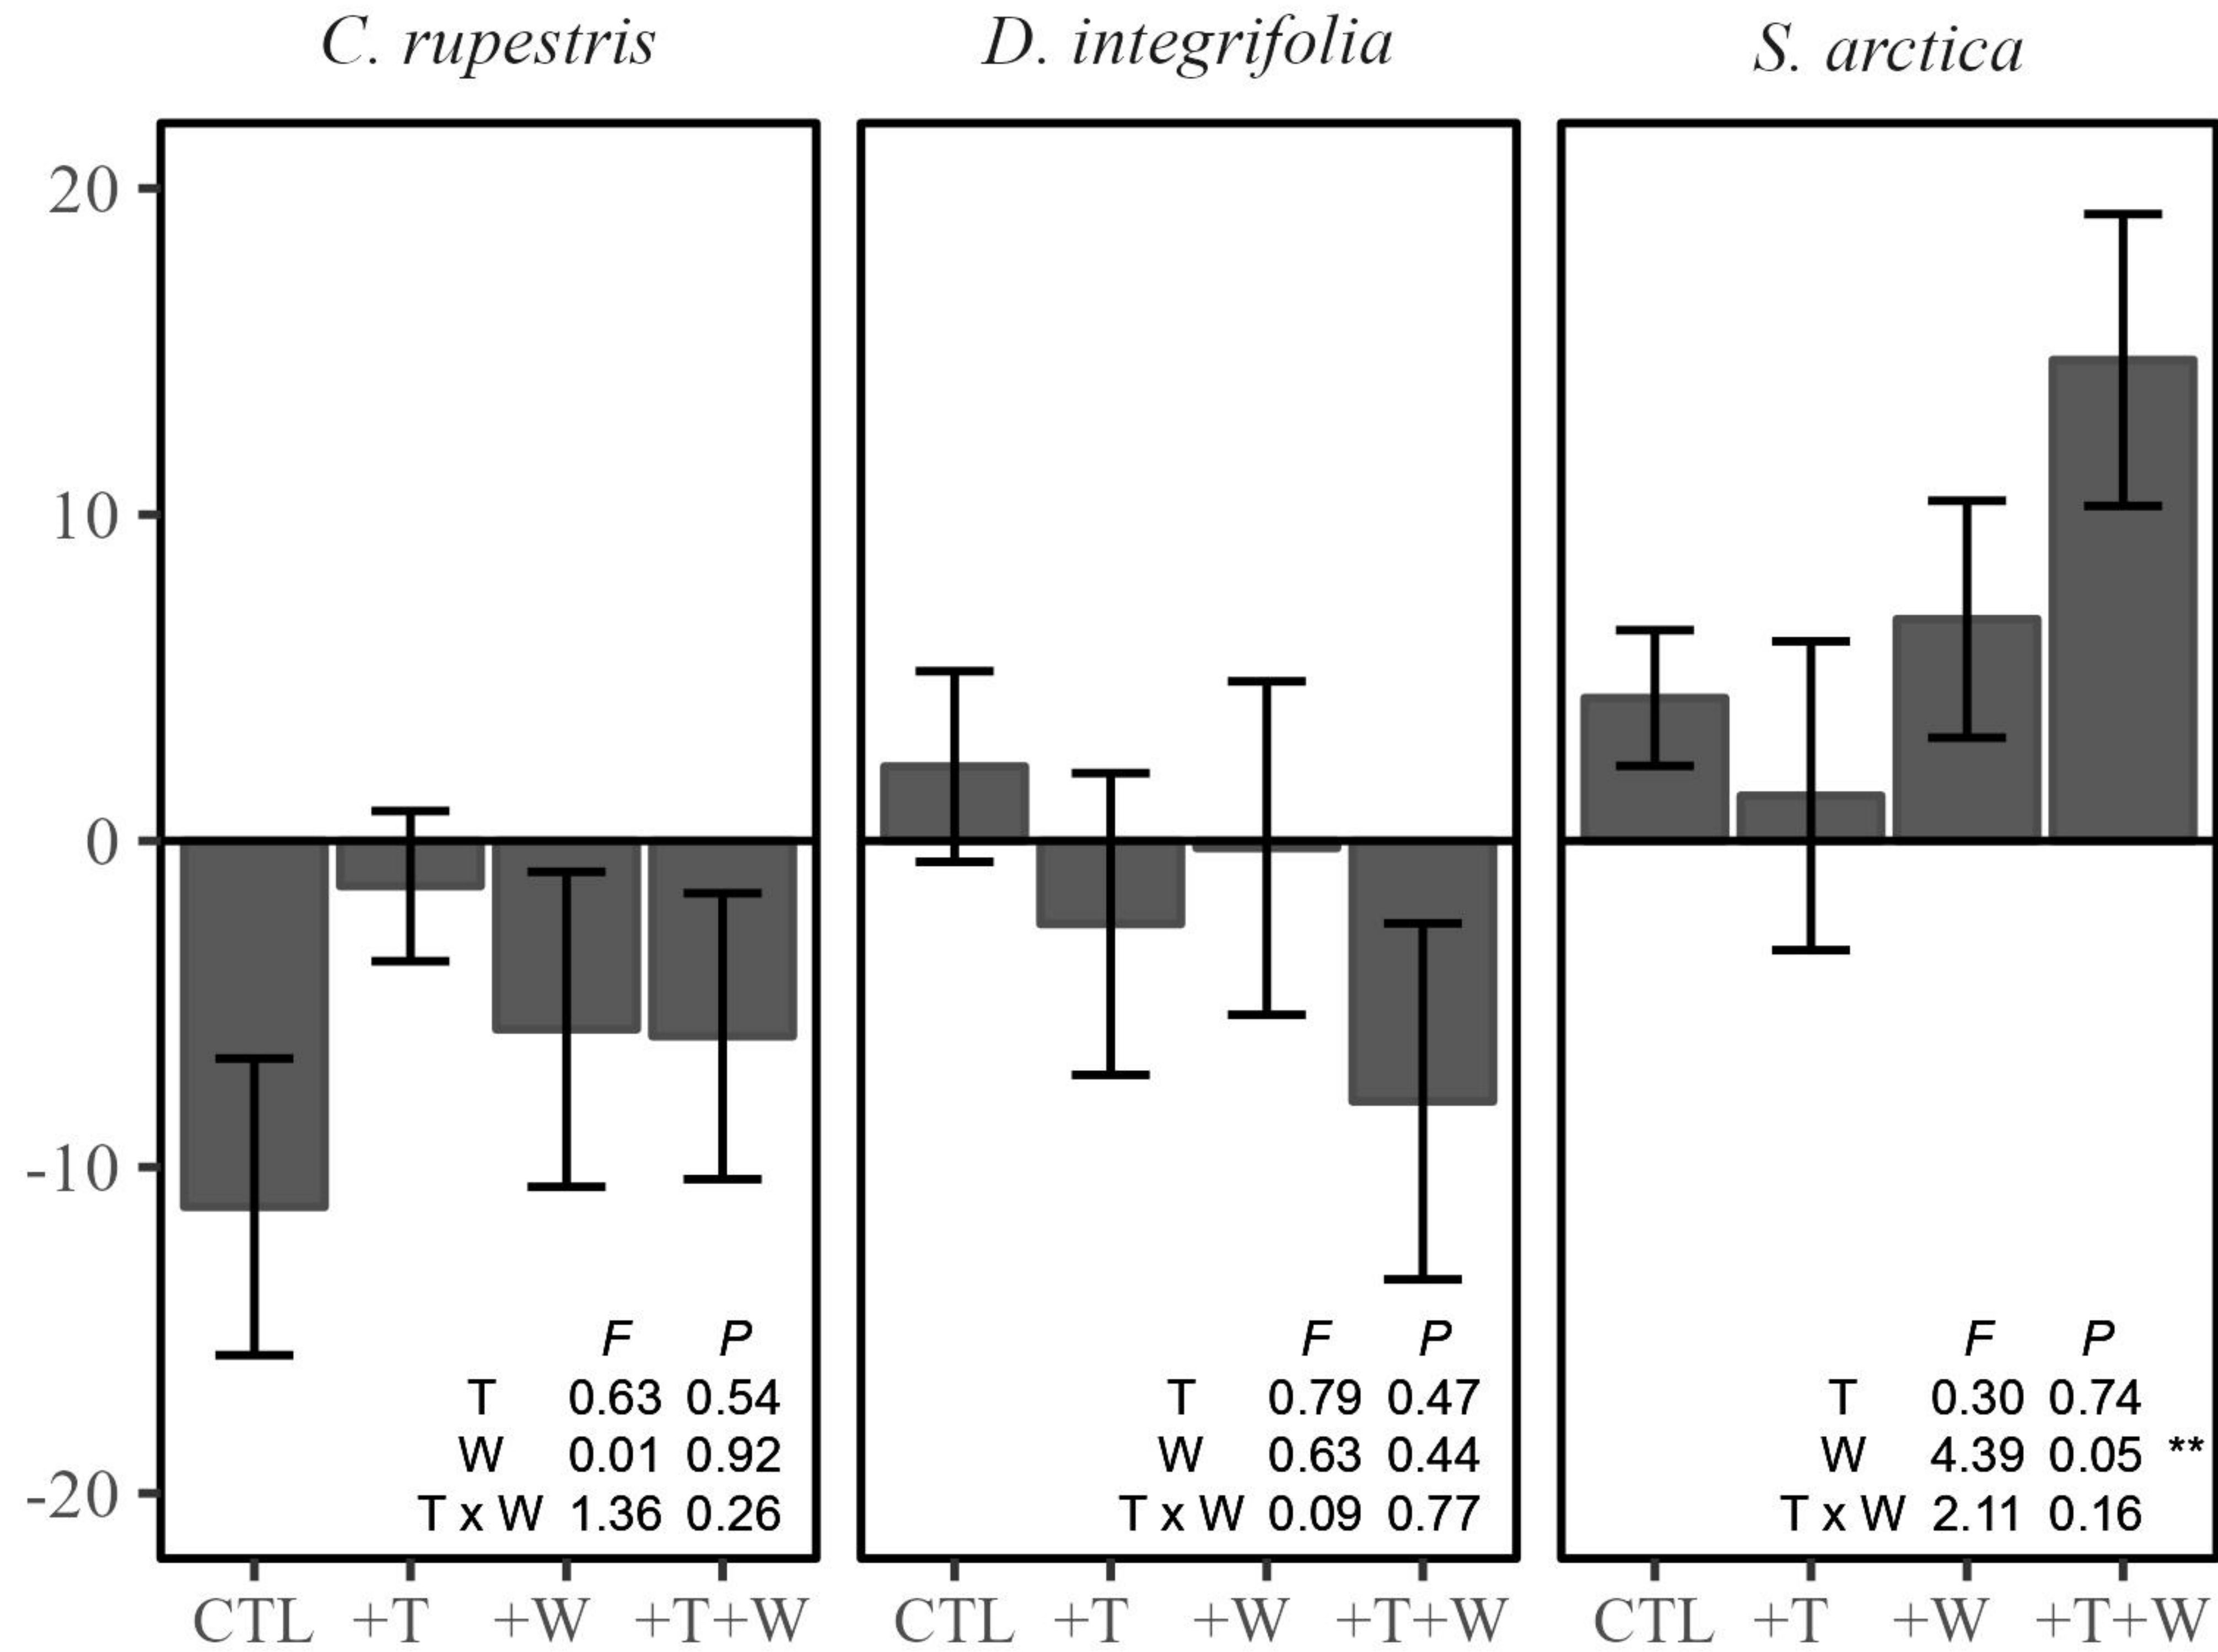 C. rupestris D. integrifolia S. arctica
20
10
0
-10
-20
F P
T 0.63 0.54
W 0.01 0.92
T x W 1.36 0.26
F P
T 0.79 0.47
W 0.63 0.44
T x W 0.09 0.77
F P
T 0.30 0.74
W 4.39 0.05 **
T x W 2.11 0.16
CTL +T +W +T+W CTL +T +W +T+W CTL +T +W +T+W